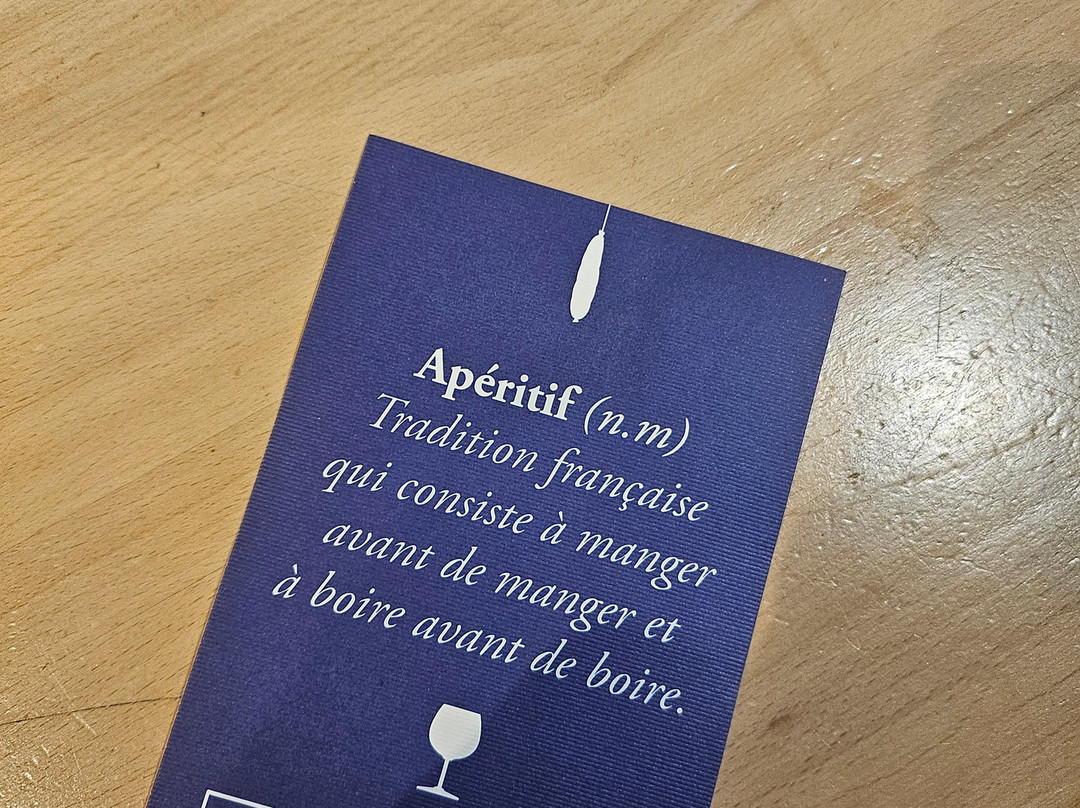 Apéritif (n.m)
Tradition française
qui consiste à manger
avant de manger et
à boire avant de boire.